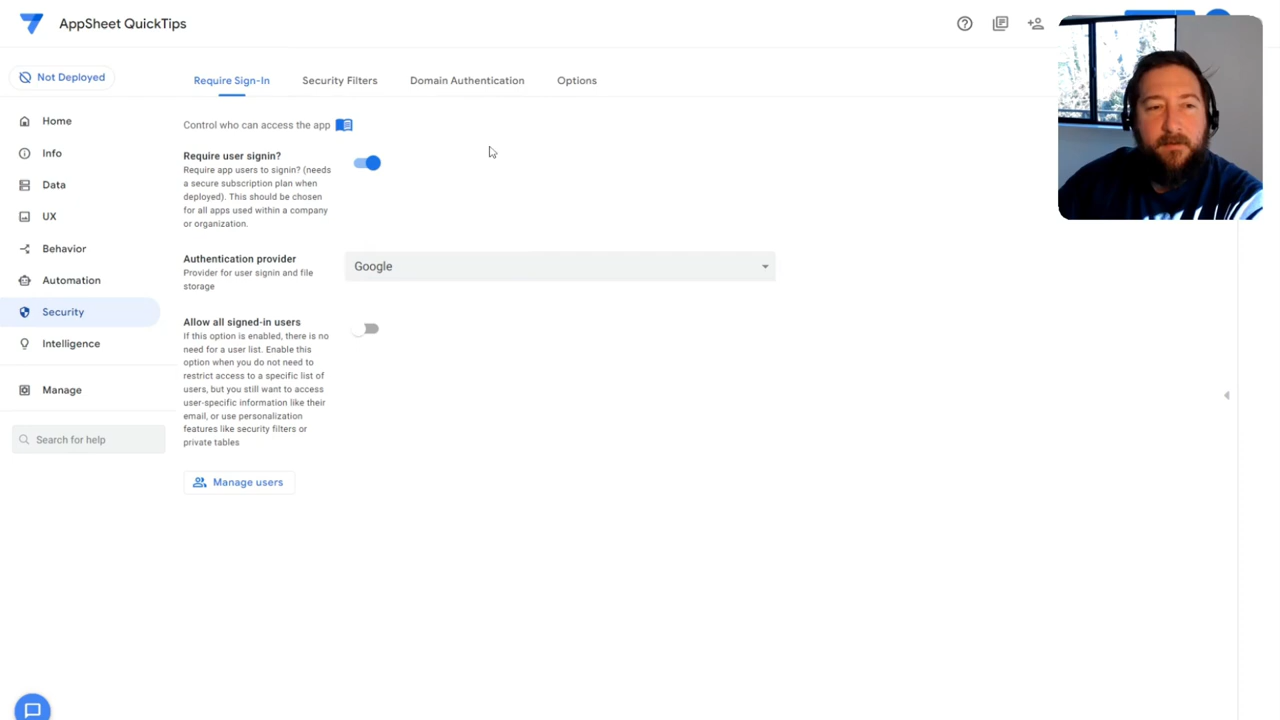 AppSheet QuickTips
Not Deployed
Home
Info
Data
UX
Behavior
Automation
Security
Intelligence
Manage
Search for help
Require Sign-In
Security Filters
Domain Authentication
Options
Control who can access the app
Require user signin?
Require app users to signin? (needs
a secure subscription plan when
deployed). This should be chosen
for all apps used within a company
or organization.
Authentication provider
Provider for user signin and file
storage
Google
Allow all signed-in users
If this option is enabled, there is no
need for a user list. Enable this
option when you do not need to
restrict access to a specific list of
users, but you still want to access
user-specific information like their
email, or use personalization
features like security filters or
private tables
Manage users